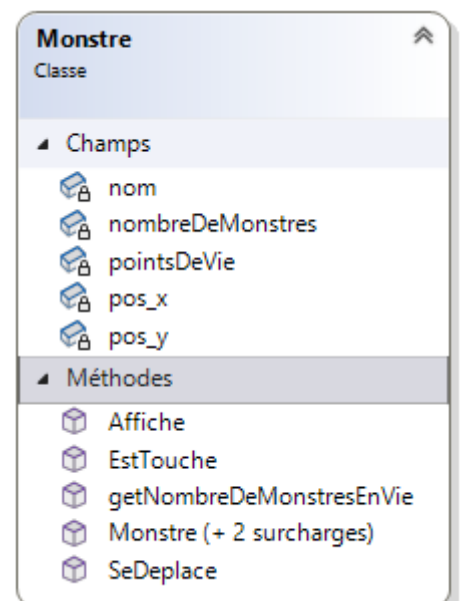 Monstre
Classe
Champs
nom
nombreDeMonstres
pointsDeVie
pos_x
pos_y
Méthodes
Affiche
EstTouche
getNombreDeMonstresEnVie
Monstre (+ 2 surcharges)
SeDeplace